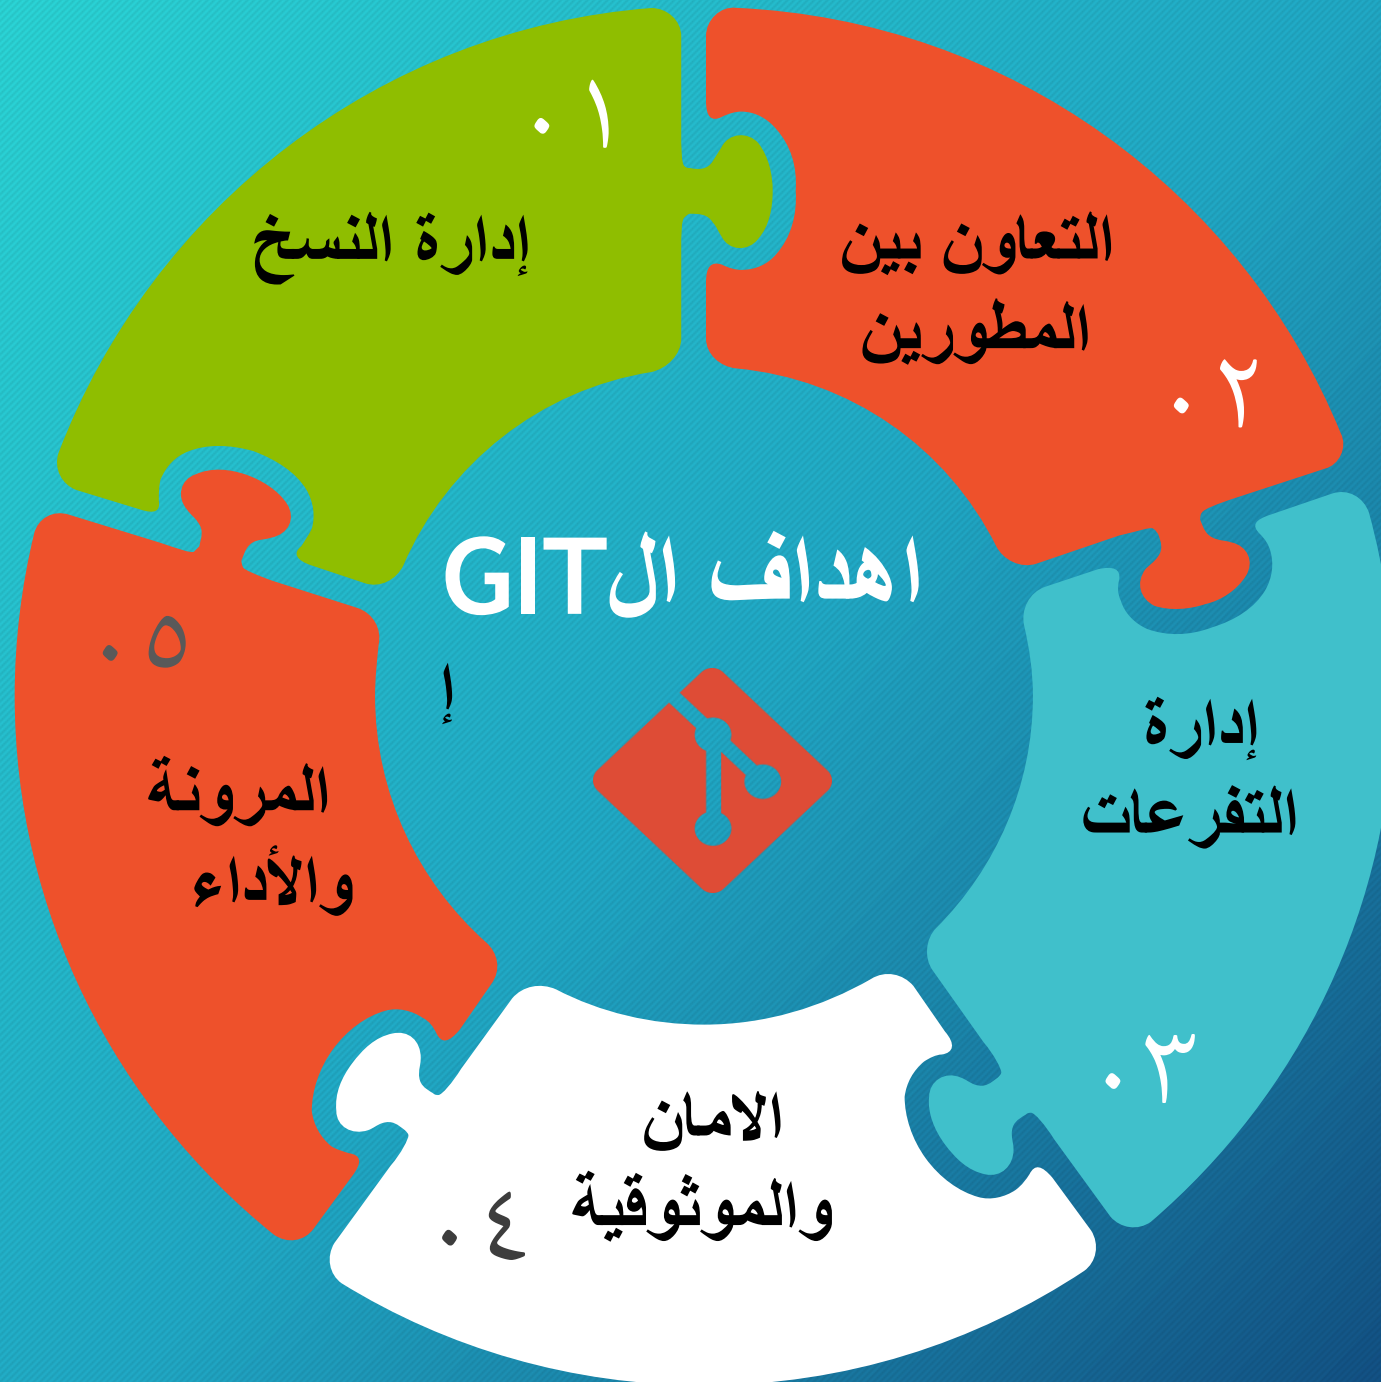 اهداف الGIT
إ
٠١
إدارة النسخ
التعاون بين
المطورين
٠٢
إدارة
التفرعات
٠٣
الامان
والموثوقية
٠٤
٠٥
المرونة
والأداء